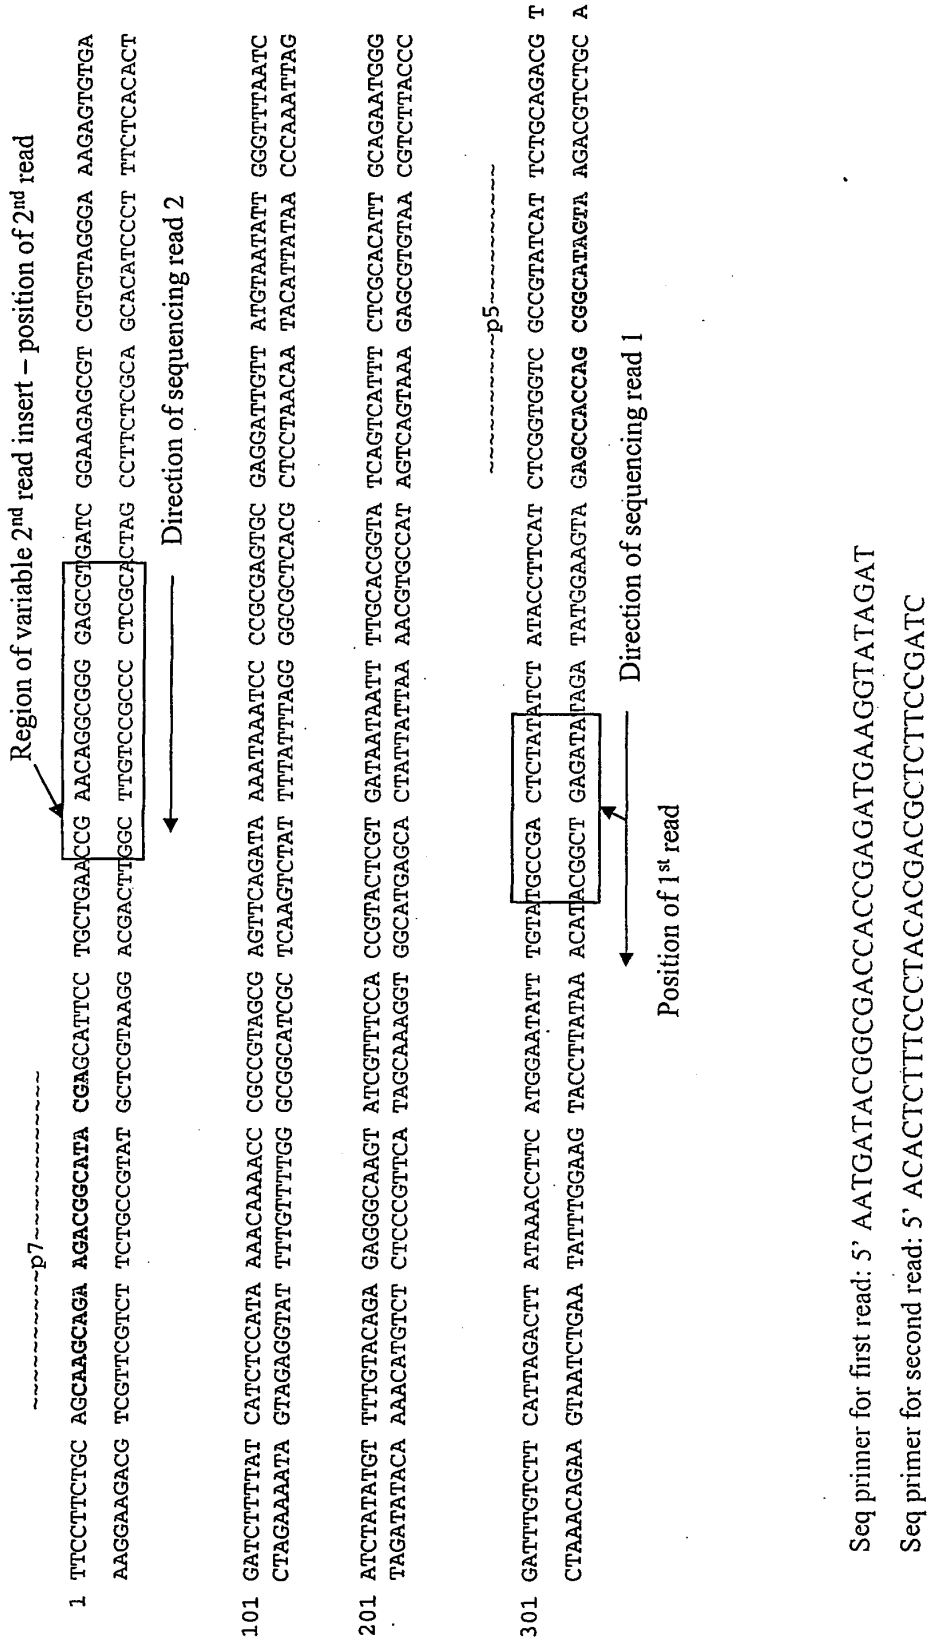 Region of variable 2nd read insert – position of 2nd read
~~~~~~~~~~p7~~~~~~~~~~~~~
1 TTCCTTCTGC AGCAAGCAGA AGACGGCATA CGAGCATTCC TGCTGAACCG AACAGGCGGG GAGCGTGATC GGAAGAGCGT CGTGTAGGGA AAGAGTGTGA
AAGGAAGACG TCGTTCGTCT TCTGCCGTAT GCTCGTAAGG ACGACTTGGC TTGTCCGCCC CTCGCACTAG CCTTCTCGCA GCACATCCCT TTCTCACACT
Direction of sequencing read 2
101 GATCTTTTAT CATCTCCATA AAACAAAACC CGCCGTAGCG AGTTCAGATA AAATAAATCC CCGCGAGTGC GAGGATTGTT ATGTAATATT GGGTTTAATC
CTAGAAAATA GTAGAGGTAT TTTGTTTTGG GCGGCATCGC TCAAGTCTAT TTTATTTAGG GGCGCTCACG CTCCTAACAA TACATTATAA CCCAAATTAG
201 ATCTATATGT TTTGTACAGA GAGGGCAAGT ATCGTTTCCA CCGTACTCGT GATAATAATT TTGCACGGTA TCAGTCATTT CTCGCACATT GCAGAATGGG
TAGATATACA AAACATGTCT CTCCCGTTCA TAGCAAAGGT GGCATGAGCA CTATTATTAA AACGTGCCAT AGTCAGTAAA GAGCGTGTAA CGTCTTACCC
~~~~~~~~~~p5~~~~~~~~~~
301 GATTTGTCTT CATTAGACTT ATAAACCTTC ATGGAATATT TGTATGCCGA CTCTATATCT ATACCTTCAT CTCGGTGGTC GCCGTATCAT TCTGCAGACG T
CTAAACAGAA GTAATCTGAA TATTTGGAAG TACCTTATAA ACATACGGCT GAGATATAGA TATGGAAGTA GAGCCACCAG CGGCATAGTA AGACGTCTGC A
Direction of sequencing read 1
Position of 1st read
Seq primer for first read: 5’ AATGATACGGCGACCACCGAGATGAAGGTATAGAT
Seq primer for second read: 5’ ACACTCTTTCCCTACACGACGCTCTTCCGATC